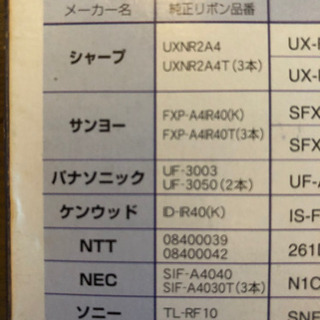 メーカー名 純正リボン品番
シャープ UXNR2A4 UX-
UXNR2A4T(3本) UX-
サンヨー FXP-A4IR40(K) SFX
FXP-A4IR40T(3本) SFX
パナソニック UF-3003 UF-
UF-3050(2本)
ケンウッド ID-IR40(K) IS-F
NTT 08400039 261
08400042
NEC SIF-A4040 N1C
SIF-A4030T(3本)
ソニー TL-RF10